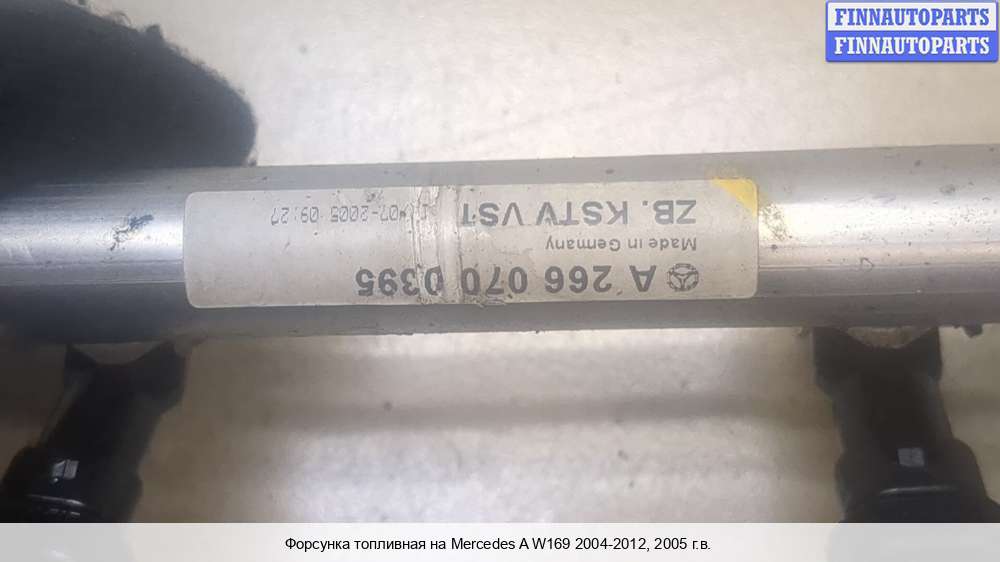 FINNAUTOPARTS
FINNAUTOPARTS
A 266 070 0395
Made in Germany
ZB. KSTV VST
07-2005 09:27
Форсунка топливная на Mercedes A W169 2004-2012, 2005 г.в.